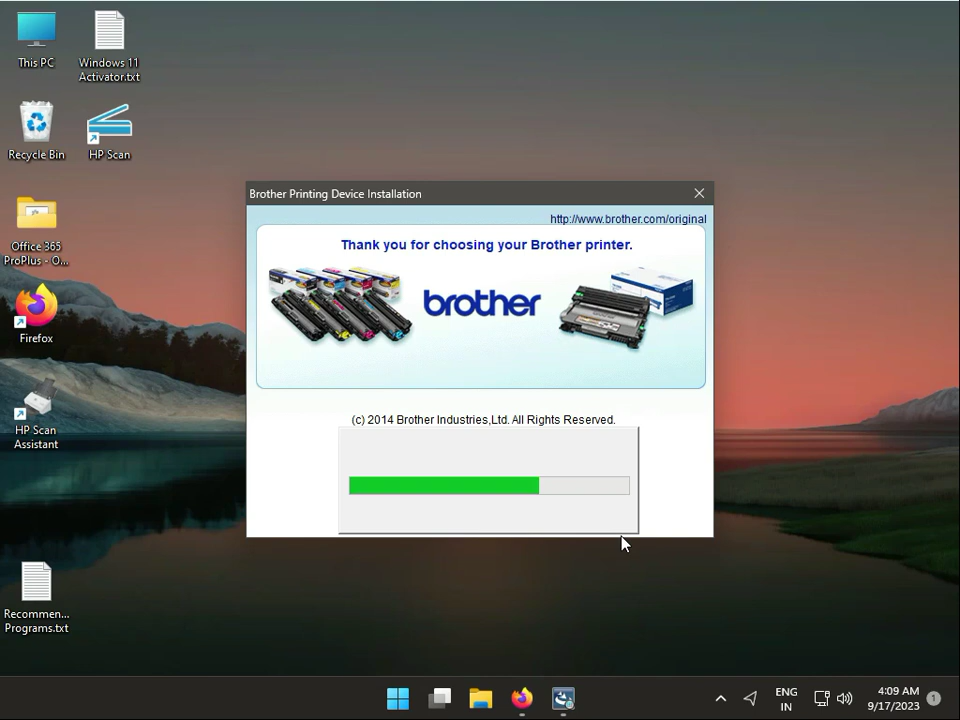 This PC
Windows 11
Activator.txt
Recycle Bin
HP Scan
Office 365
ProPlus - O...
Firefox
HP Scan
Assistant
Recommen...
Programs.txt
Brother Printing Device Installation
http://www.brother.com/original
Thank you for choosing your Brother printer.
brother
(c) 2014 Brother Industries,Ltd. All Rights Reserved.
ENG
IN
4:09 AM
9/17/2023
1